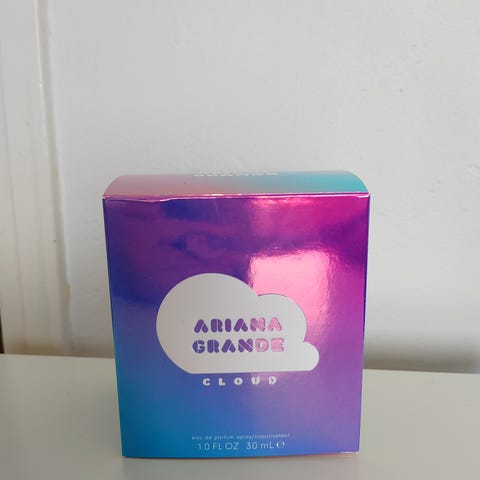 ARIANA
GRANDE
CLOUD
eau de parfum spray/vaporisateur
1.0 FL OZ 30 mL ℮